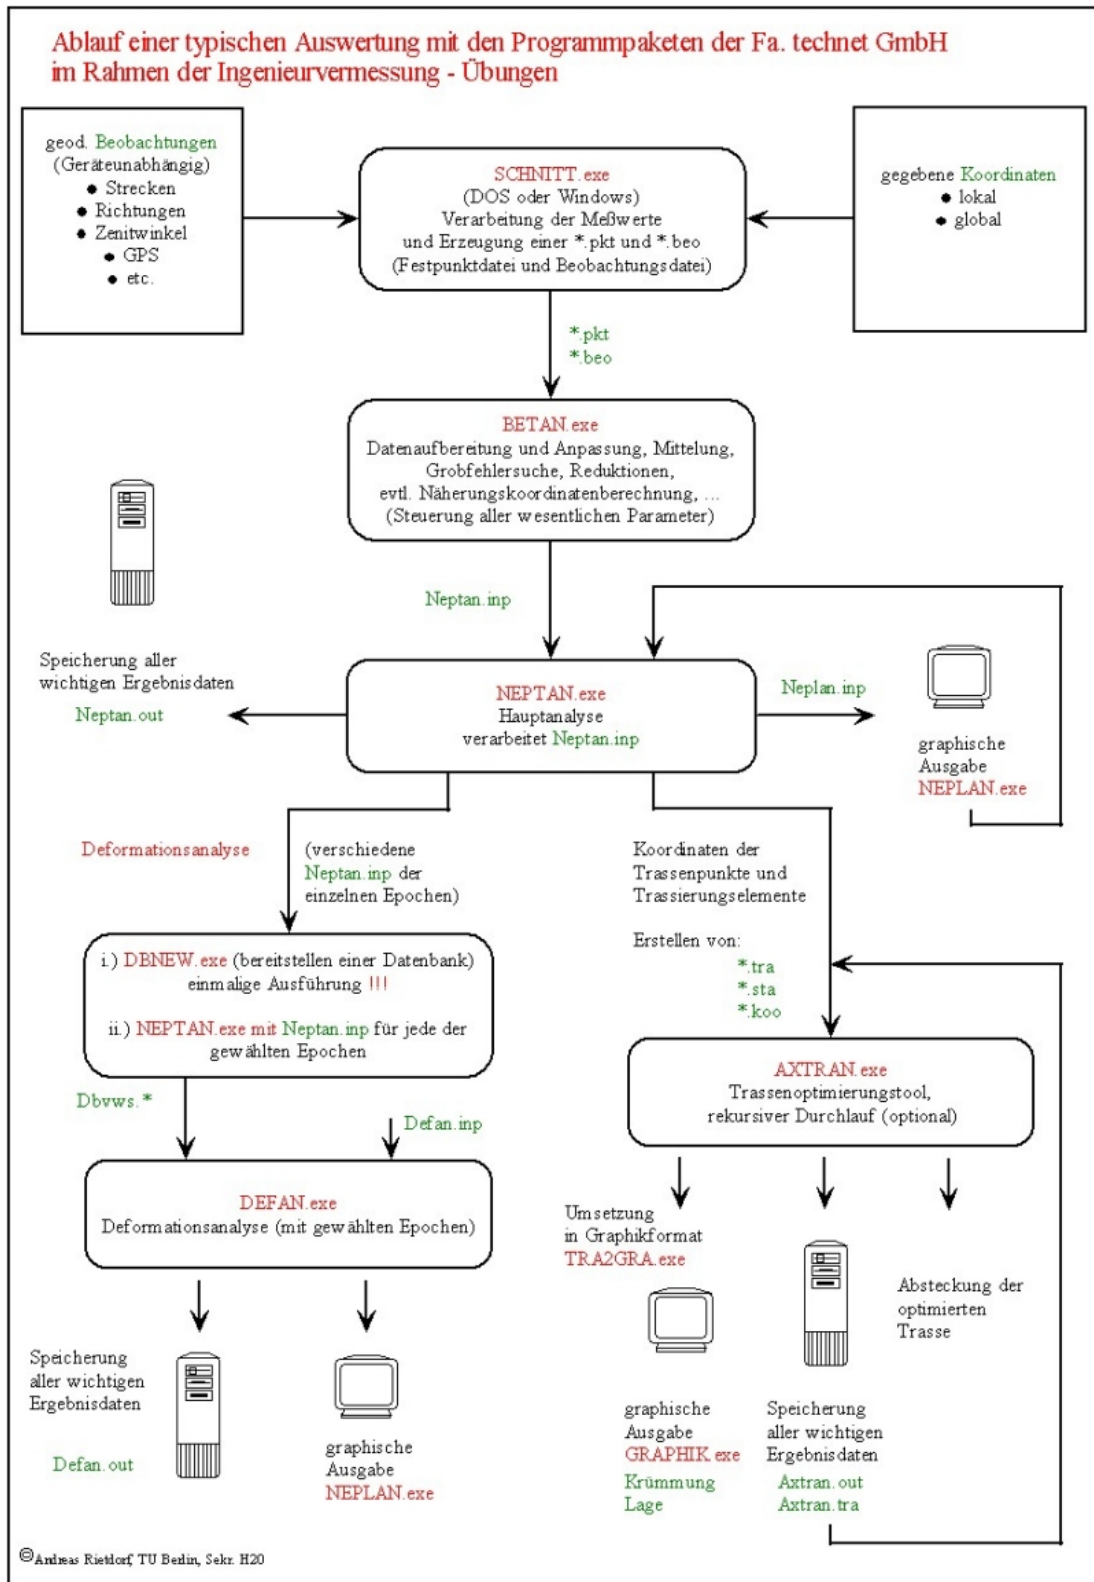 Ablauf einer typischen Auswertung mit den Programmpaketen der Fa. technet GmbH
im Rahmen der Ingenieurvermessung - Übungen
geod. Beobachtungen
(Geräteunabhängig)
● Strecken
● Richtungen
● Zenitwinkel
● GPS
● etc.
SCHNITT.exe
(DOS oder Windows)
Verarbeitung der Meßwerte
und Erzeugung einer *.pkt und *.beo
(Festpunktdatei und Beobachtungsdatei)
gegebene Koordinaten
● lokal
● global
*.pkt
*.beo
BETAN.exe
Datenaufbereitung und Anpassung, Mittelung,
Grobfehlersuche, Reduktionen,
evtl. Näherungskoordinatenberechnung, ...
(Steuerung aller wesentlichen Parameter)
Neptan.inp
Speicherung aller
wichtigen Ergebnisdaten
Neptan.out
NEPTAN.exe
Hauptanalyse
verarbeitet Neptan.inp
Neplan.inp
graphische
Ausgabe
NEPLAN.exe
Deformationsanalyse
(verschiedene
Neptan.inp der
einzelnen Epochen)
Koordinaten der
Trassenpunkte und
Trassierungselemente
Erstellen von:
*.tra
*.sta
*.koo
i.) DBNEW.exe (bereitstellen einer Datenbank)
einmalige Ausführung !!!
ii.) NEPTAN.exe mit Neptan.inp für jede der
gewählten Epochen
Dbvws.*
Defan.inp
AXTRAN.exe
Trassenoptimierungstool,
rekursiver Durchlauf (optional)
DEFAN.exe
Deformationsanalyse (mit gewählten Epochen)
Umsetzung
in Graphikformat
TRA2GRA.exe
Absteckung der
optimierten
Trasse
Speicherung
aller wichtigen
Ergebnisdaten
Defan.out
graphische
Ausgabe
NEPLAN.exe
graphische
Ausgabe
GRAPHIK.exe
Krümmung
Lage
Speicherung
aller wichtigen
Ergebnisdaten
Axtran.out
Axtran.tra
©Andreas Rietdorf, TU Berlin, Sekr. H20